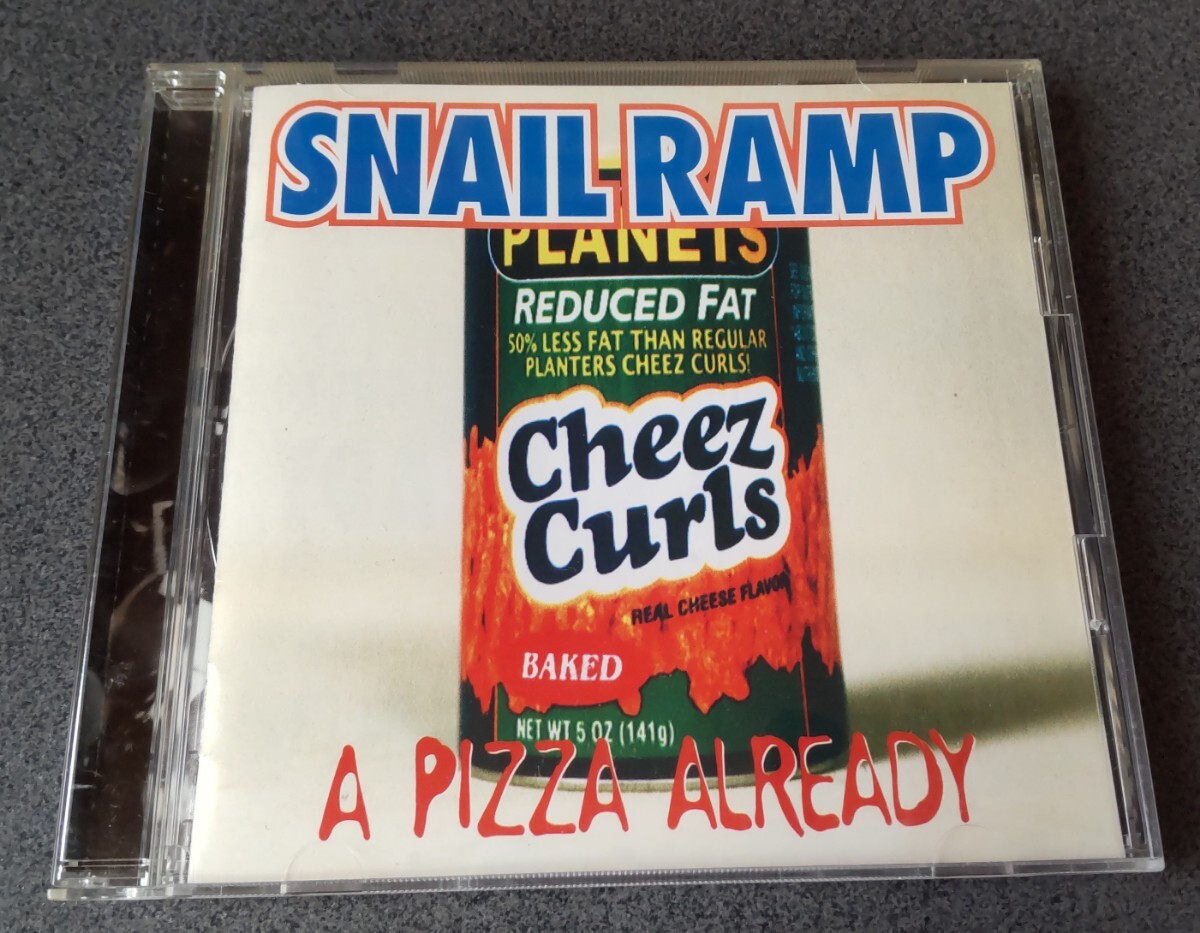 SNAIL RAMP
PLANETS
REDUCED FAT
50% LESS FAT THAN REGULAR
PLANTERS CHEEZ CURLS!
Cheez
Curls
REAL CHEESE FLAVOR
BAKED
NET WT 5 OZ (141g)
A PIZZA ALREADY